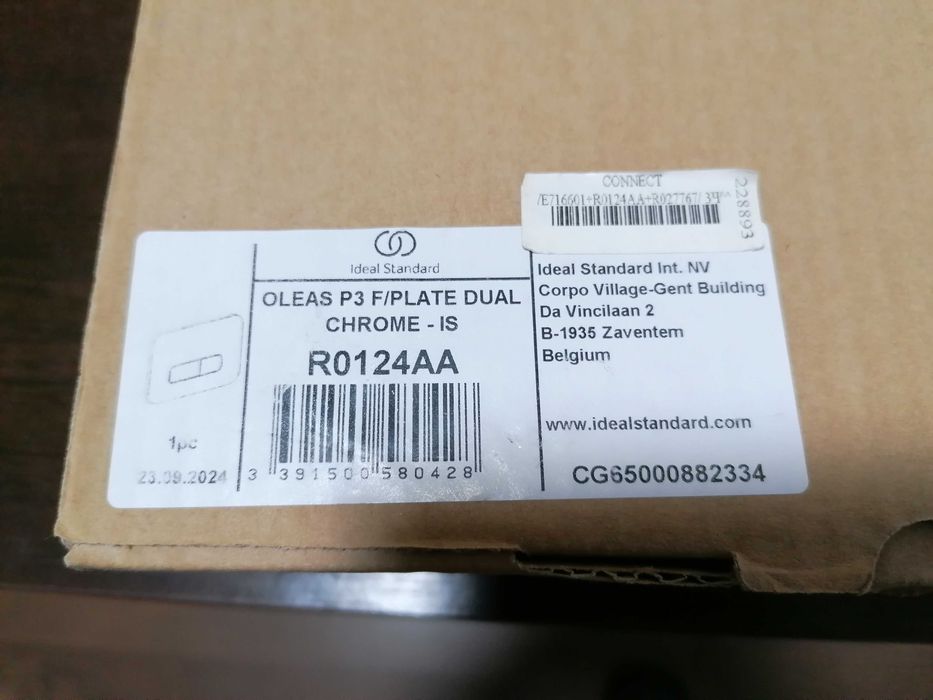 CONNECT
/E716601+R0124AA+R027767/ЗЧ
228893
Ideal Standard
OLEAS P3 F/PLATE DUAL
CHROME - IS
R0124AA
3 391500 580428
1pc
23.09.2024
Ideal Standard Int. NV
Corpo Village-Gent Building
Da Vincilaan 2
B-1935 Zaventem
Belgium
www.idealstandard.com
CG65000882334